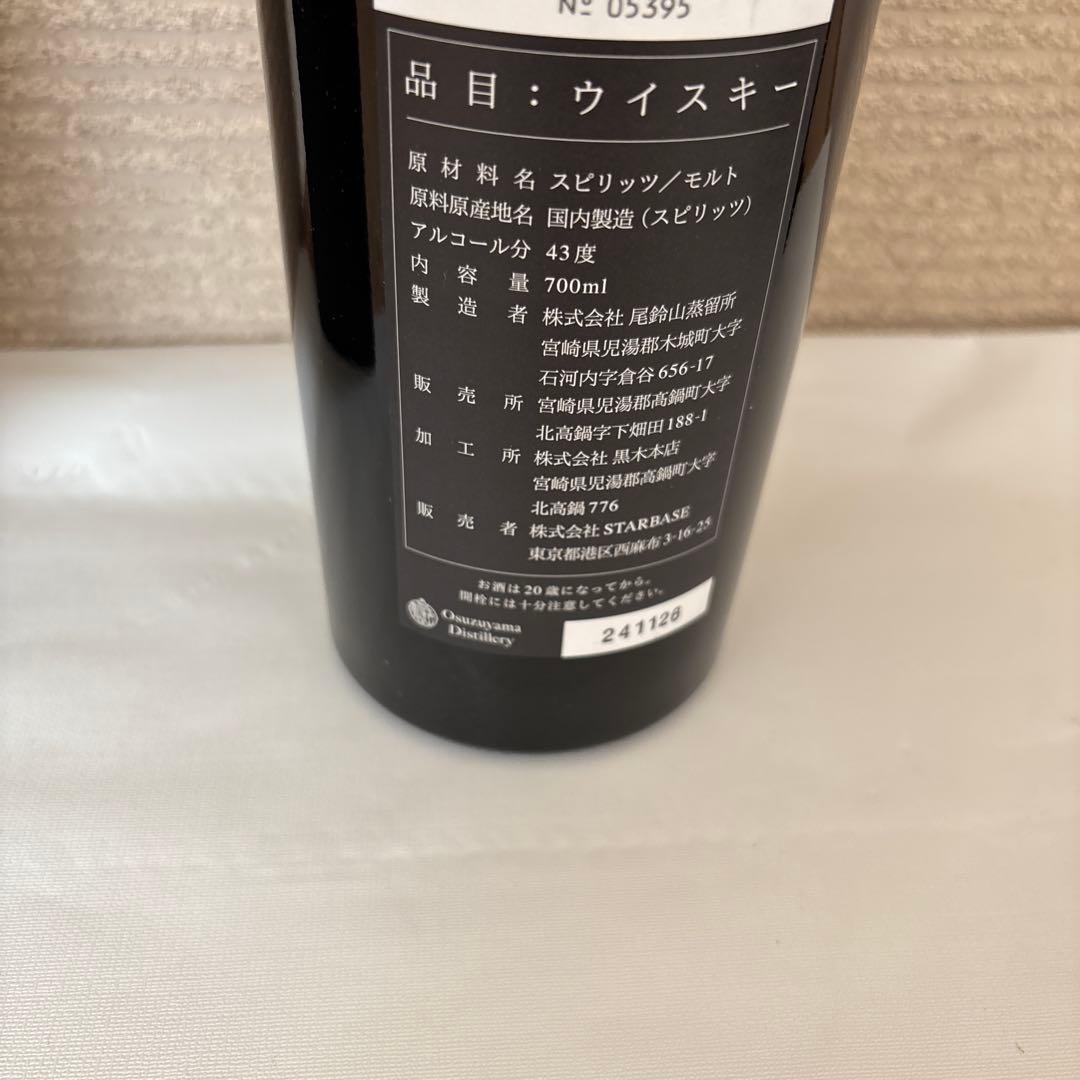 № 05395
品目：ウイスキー
原材料名 スピリッツ／モルト
原料原産地名 国内製造（スピリッツ）
アルコール分 43度
内容量 700ml
製造者 株式会社 尾鈴山蒸留所
宮崎県児湯郡木城町大字
石河内字倉谷656-17
販売所 宮崎県児湯郡高鍋町大字
北高鍋字下畑田188-1
加工所 株式会社 黒木本店
宮崎県児湯郡高鍋町大字
北高鍋776
販売者 株式会社 STARBASE
東京都港区西麻布3-16-25
お酒は20歳になってから。
開栓には十分注意してください。
Osuzuyama
Distillery
241126